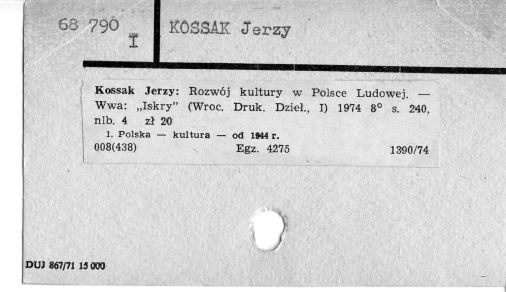 68 790
I
KOSSAK Jerzy
Kossak Jerzy: Rozwój kultury w Polsce Ludowej. —
Wwa: „Iskry” (Wroc. Druk. Dzieł., I) 1974 8° s. 240,
nlb. 4 zł 20
1. Polska — kultura — od 1944 r.
008(438) Egz. 4275 1390/74
DUJ 867/71 15 000